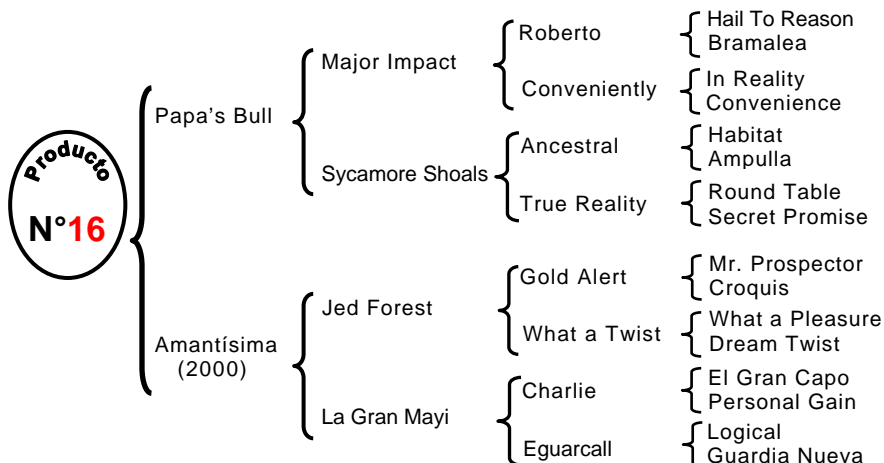 Producto
N°16
Papa's Bull
Amantísima
(2000)
Major Impact
Sycamore Shoals
Jed Forest
La Gran Mayi
Roberto
Conveniently
Ancestral
True Reality
Gold Alert
What a Twist
Charlie
Eguarcall
Hail To Reason
Bramalea
In Reality
Convenience
Habitat
Ampulla
Round Table
Secret Promise
Mr. Prospector
Croquis
What a Pleasure
Dream Twist
El Gran Capo
Personal Gain
Logical
Guardia Nueva